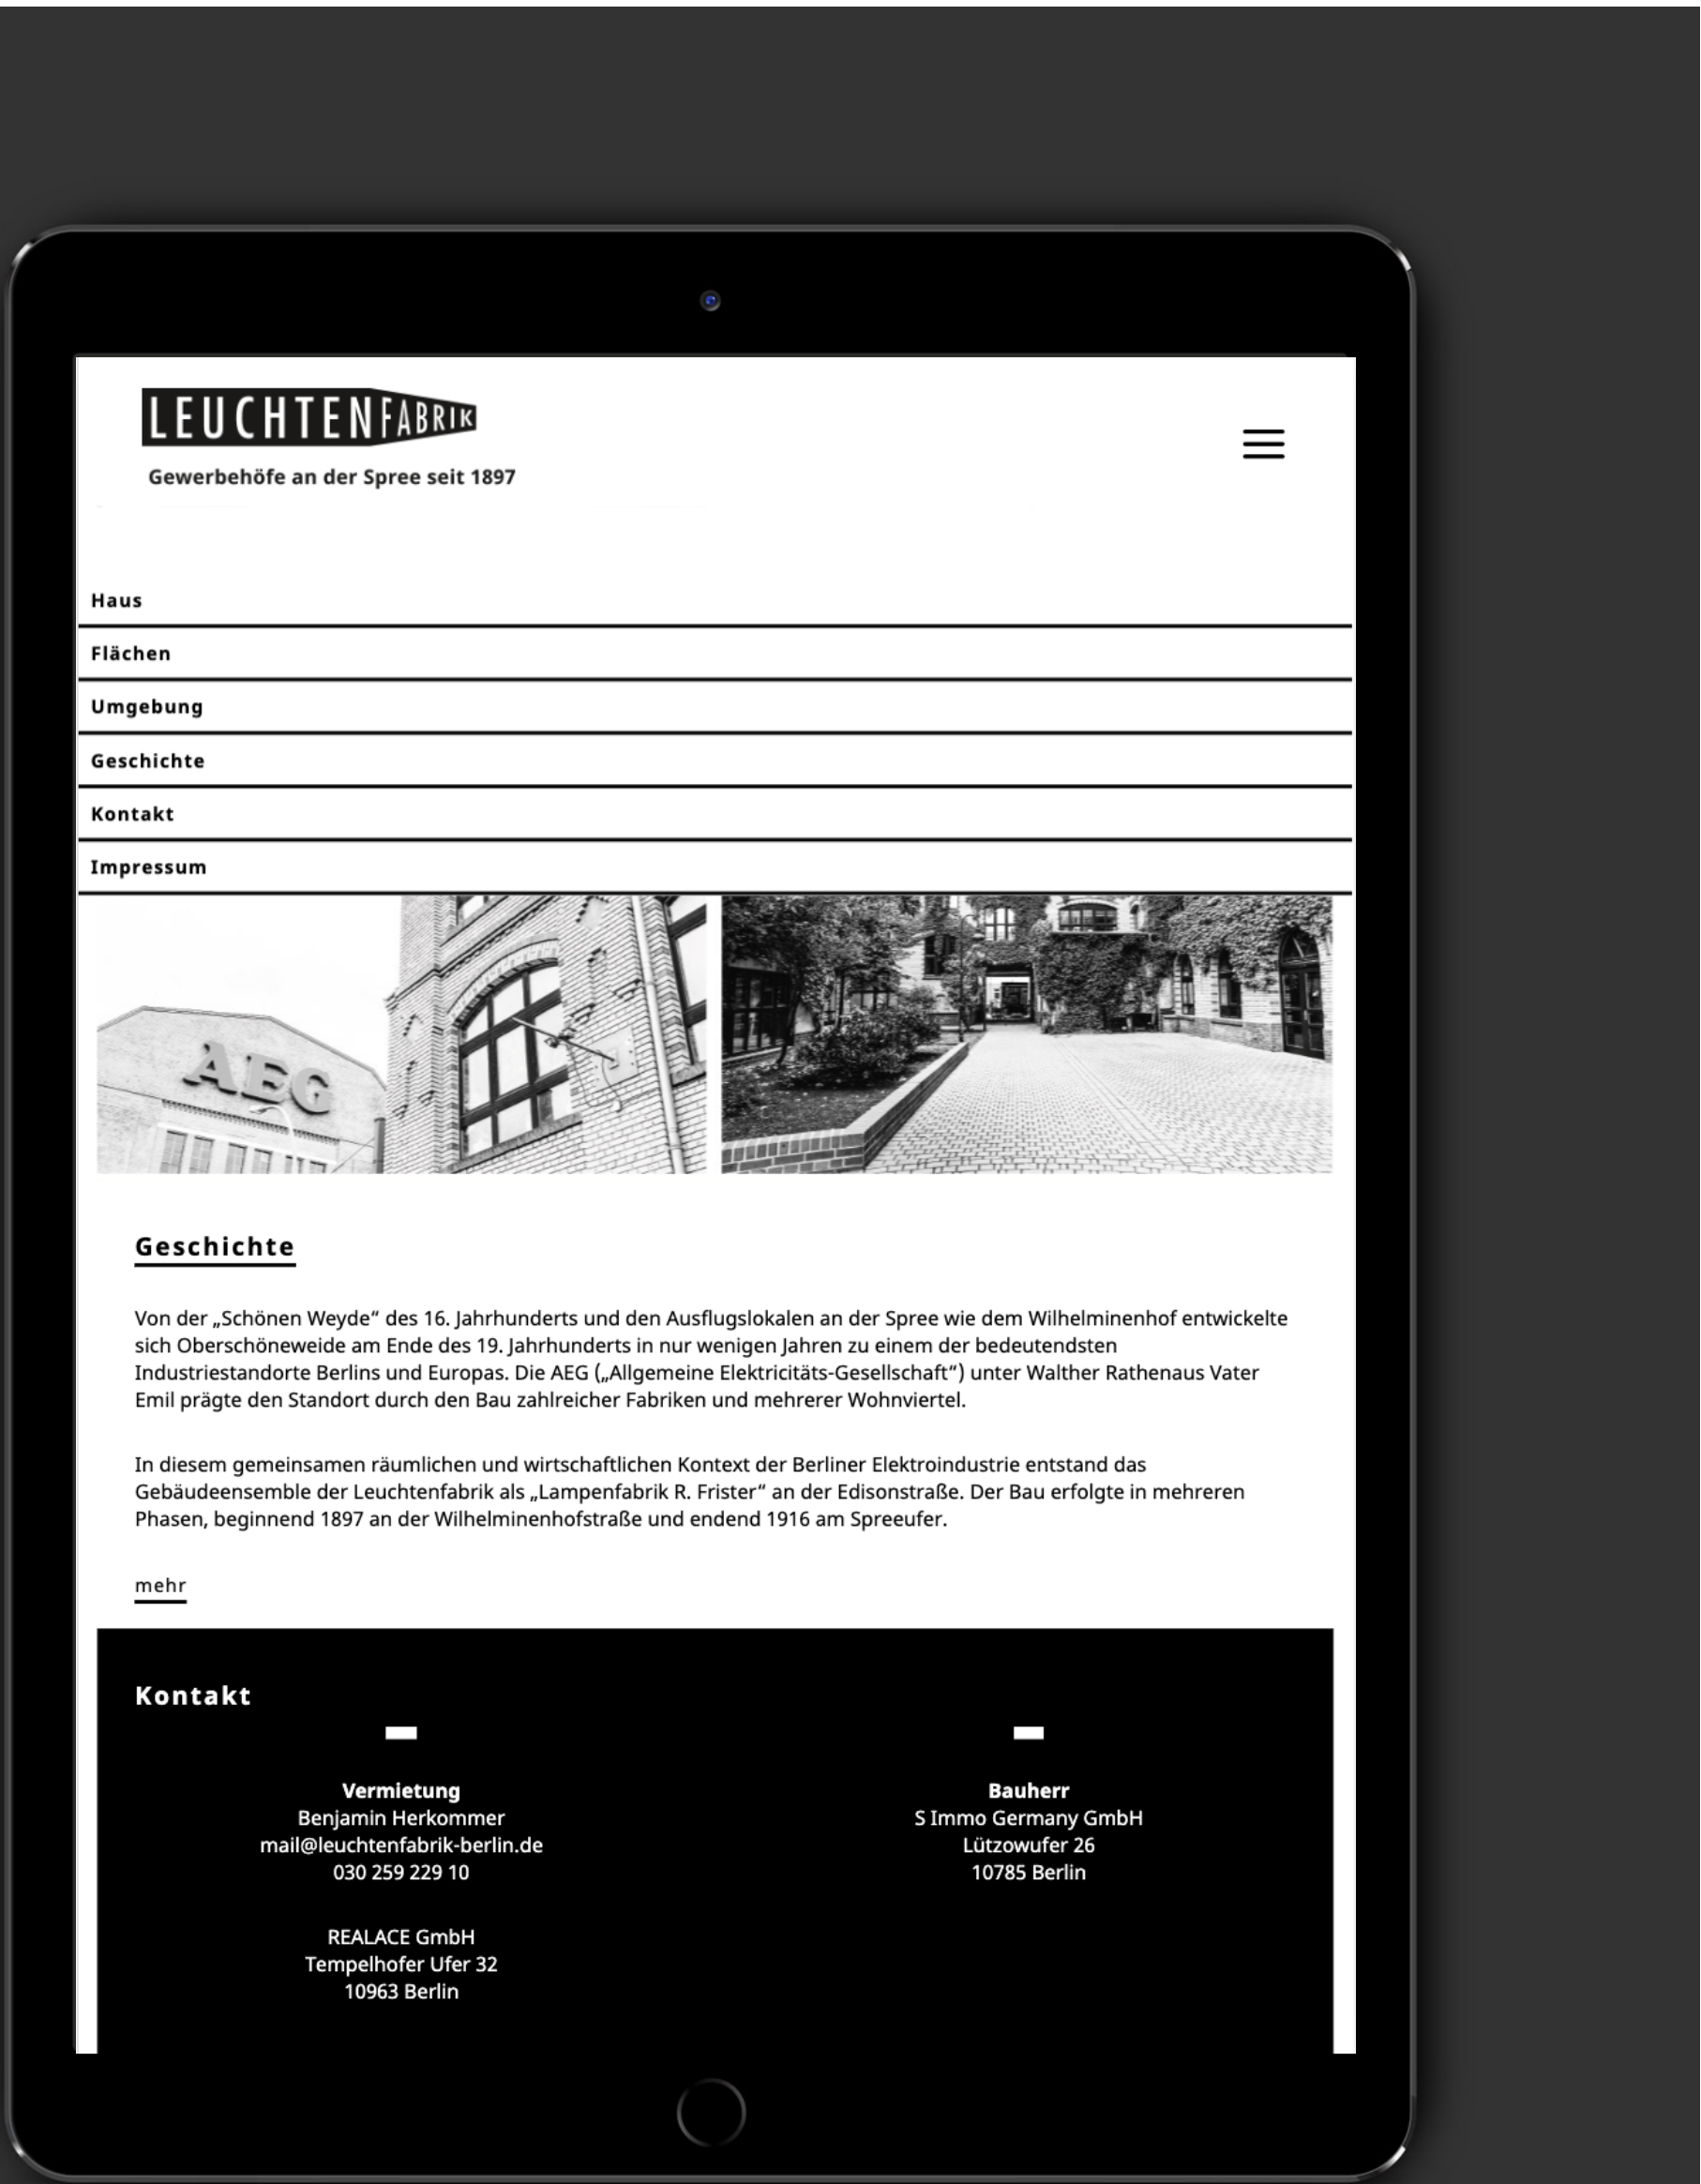 LEUCHTENFABRIK
Gewerbehöfe an der Spree seit 1897
Haus
Flächen
Umgebung
Geschichte
Kontakt
Impressum
AEG
Geschichte
Von der „Schönen Weyde“ des 16. Jahrhunderts und den Ausflugslokalen an der Spree wie dem Wilhelminenhof entwickelte
sich Oberschöneweide am Ende des 19. Jahrhunderts in nur wenigen Jahren zu einem der bedeutendsten
Industriestandorte Berlins und Europas. Die AEG („Allgemeine Elektricitäts-Gesellschaft“) unter Walther Rathenaus Vater
Emil prägte den Standort durch den Bau zahlreicher Fabriken und mehrerer Wohnviertel.
In diesem gemeinsamen räumlichen und wirtschaftlichen Kontext der Berliner Elektroindustrie entstand das
Gebäudeensemble der Leuchtenfabrik als „Lampenfabrik R. Frister“ an der Edisonstraße. Der Bau erfolgte in mehreren
Phasen, beginnend 1897 an der Wilhelminenhofstraße und endend 1916 am Spreeufer.
mehr
Kontakt
Vermietung
Benjamin Herkommer
mail@leuchtenfabrik-berlin.de
030 259 229 10
REALACE GmbH
Tempelhofer Ufer 32
10963 Berlin
Bauherr
S Immo Germany GmbH
Lützowufer 26
10785 Berlin